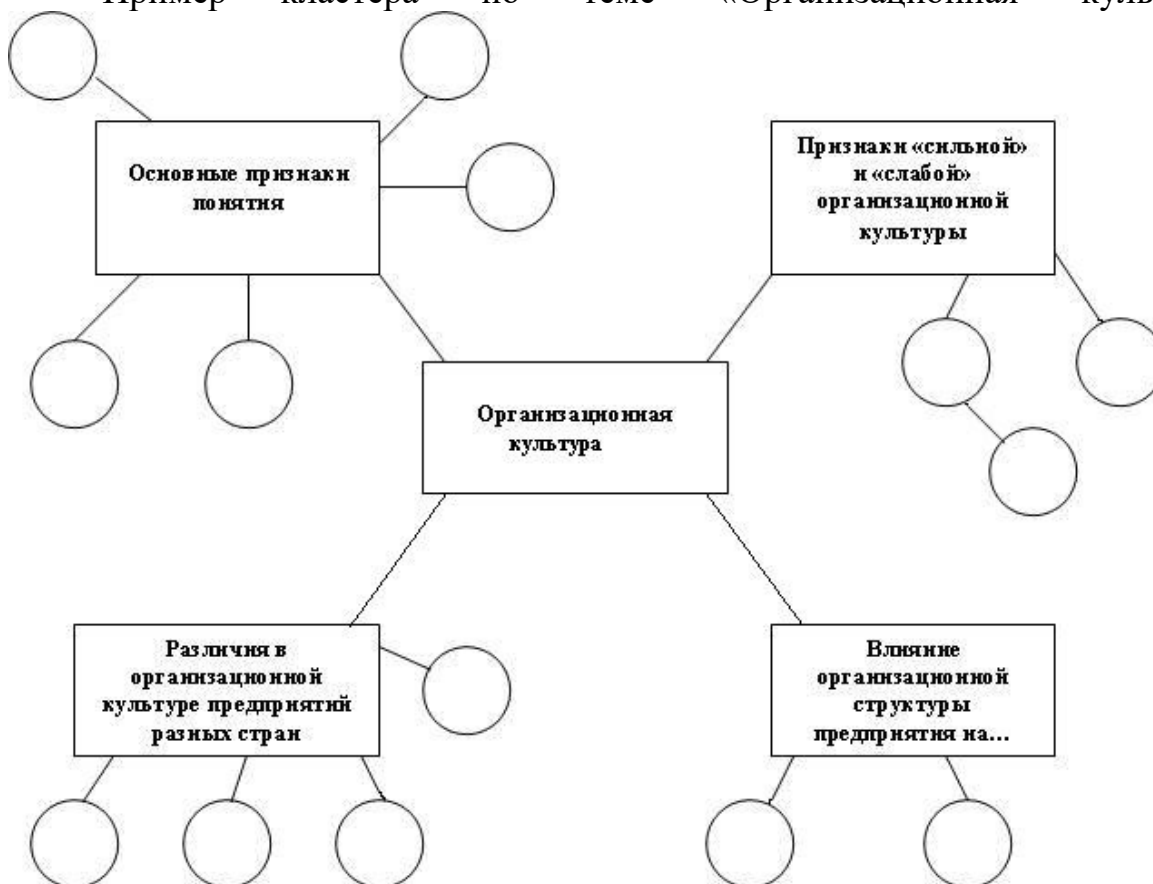 Пример кластера по теме «Организационная
Основные признаки
понятия
Признаки «сильной»
и «слабой»
организационной
культуры
Организационная
культура
Различия в
организационной
культуре предприятий
разных стран
Влияние
организационной
структуры
предприятия на...